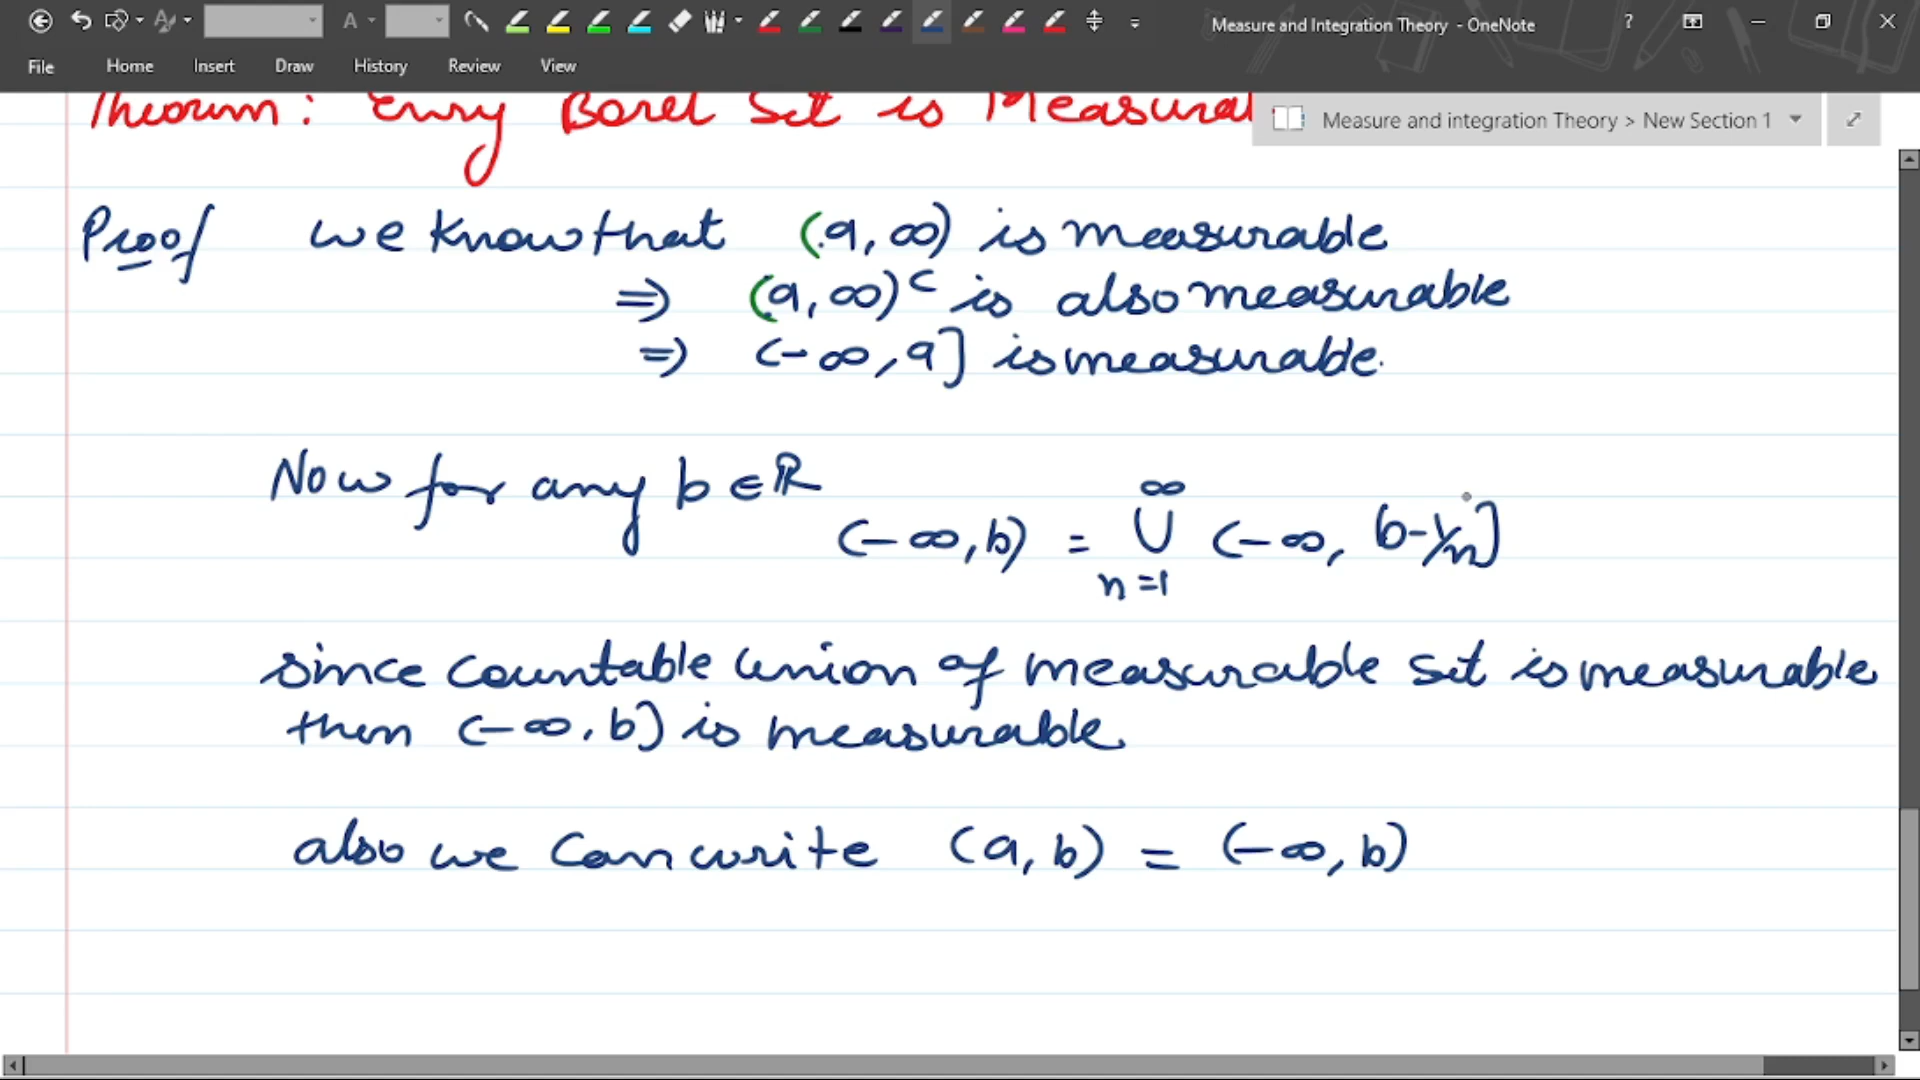 Measure and Integration Theory - OneNote
?
File Home Insert Draw History Review View
Theorem: Every Borel Set is Measurab
Measure and integration Theory > New Section 1
Proof we know that (a, ∞) is measurable
⇒ (a, ∞)ᶜ is also measurable
⇒ (-∞, a] is measurable.
Now for any b ∈ ℝ
(-∞, b) = ∞ ∪ n=1 (-∞, b-1/n]
since countable union of measurable set is measurable
then (-∞, b) is measurable
also we can write (a, b) = (-∞, b)